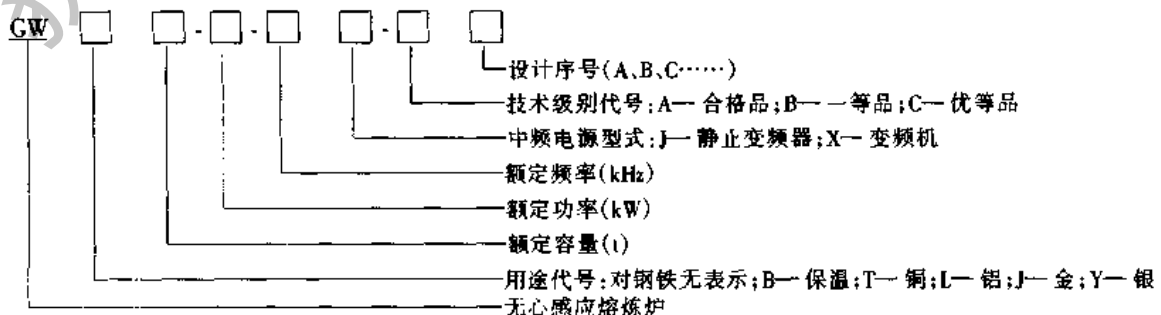 GW □ □-□-□ □-□ □
设计序号(A、B、C……)
技术级别代号:A—合格品;B—一等品;C—优等品
中频电源型式:J—静止变频器;X—变频机
额定频率(kHz)
额定功率(kW)
额定容量(t)
用途代号:对钢铁无表示;B—保温;T—铜;L—铝;J—金;Y—银
无心感应熔炼炉